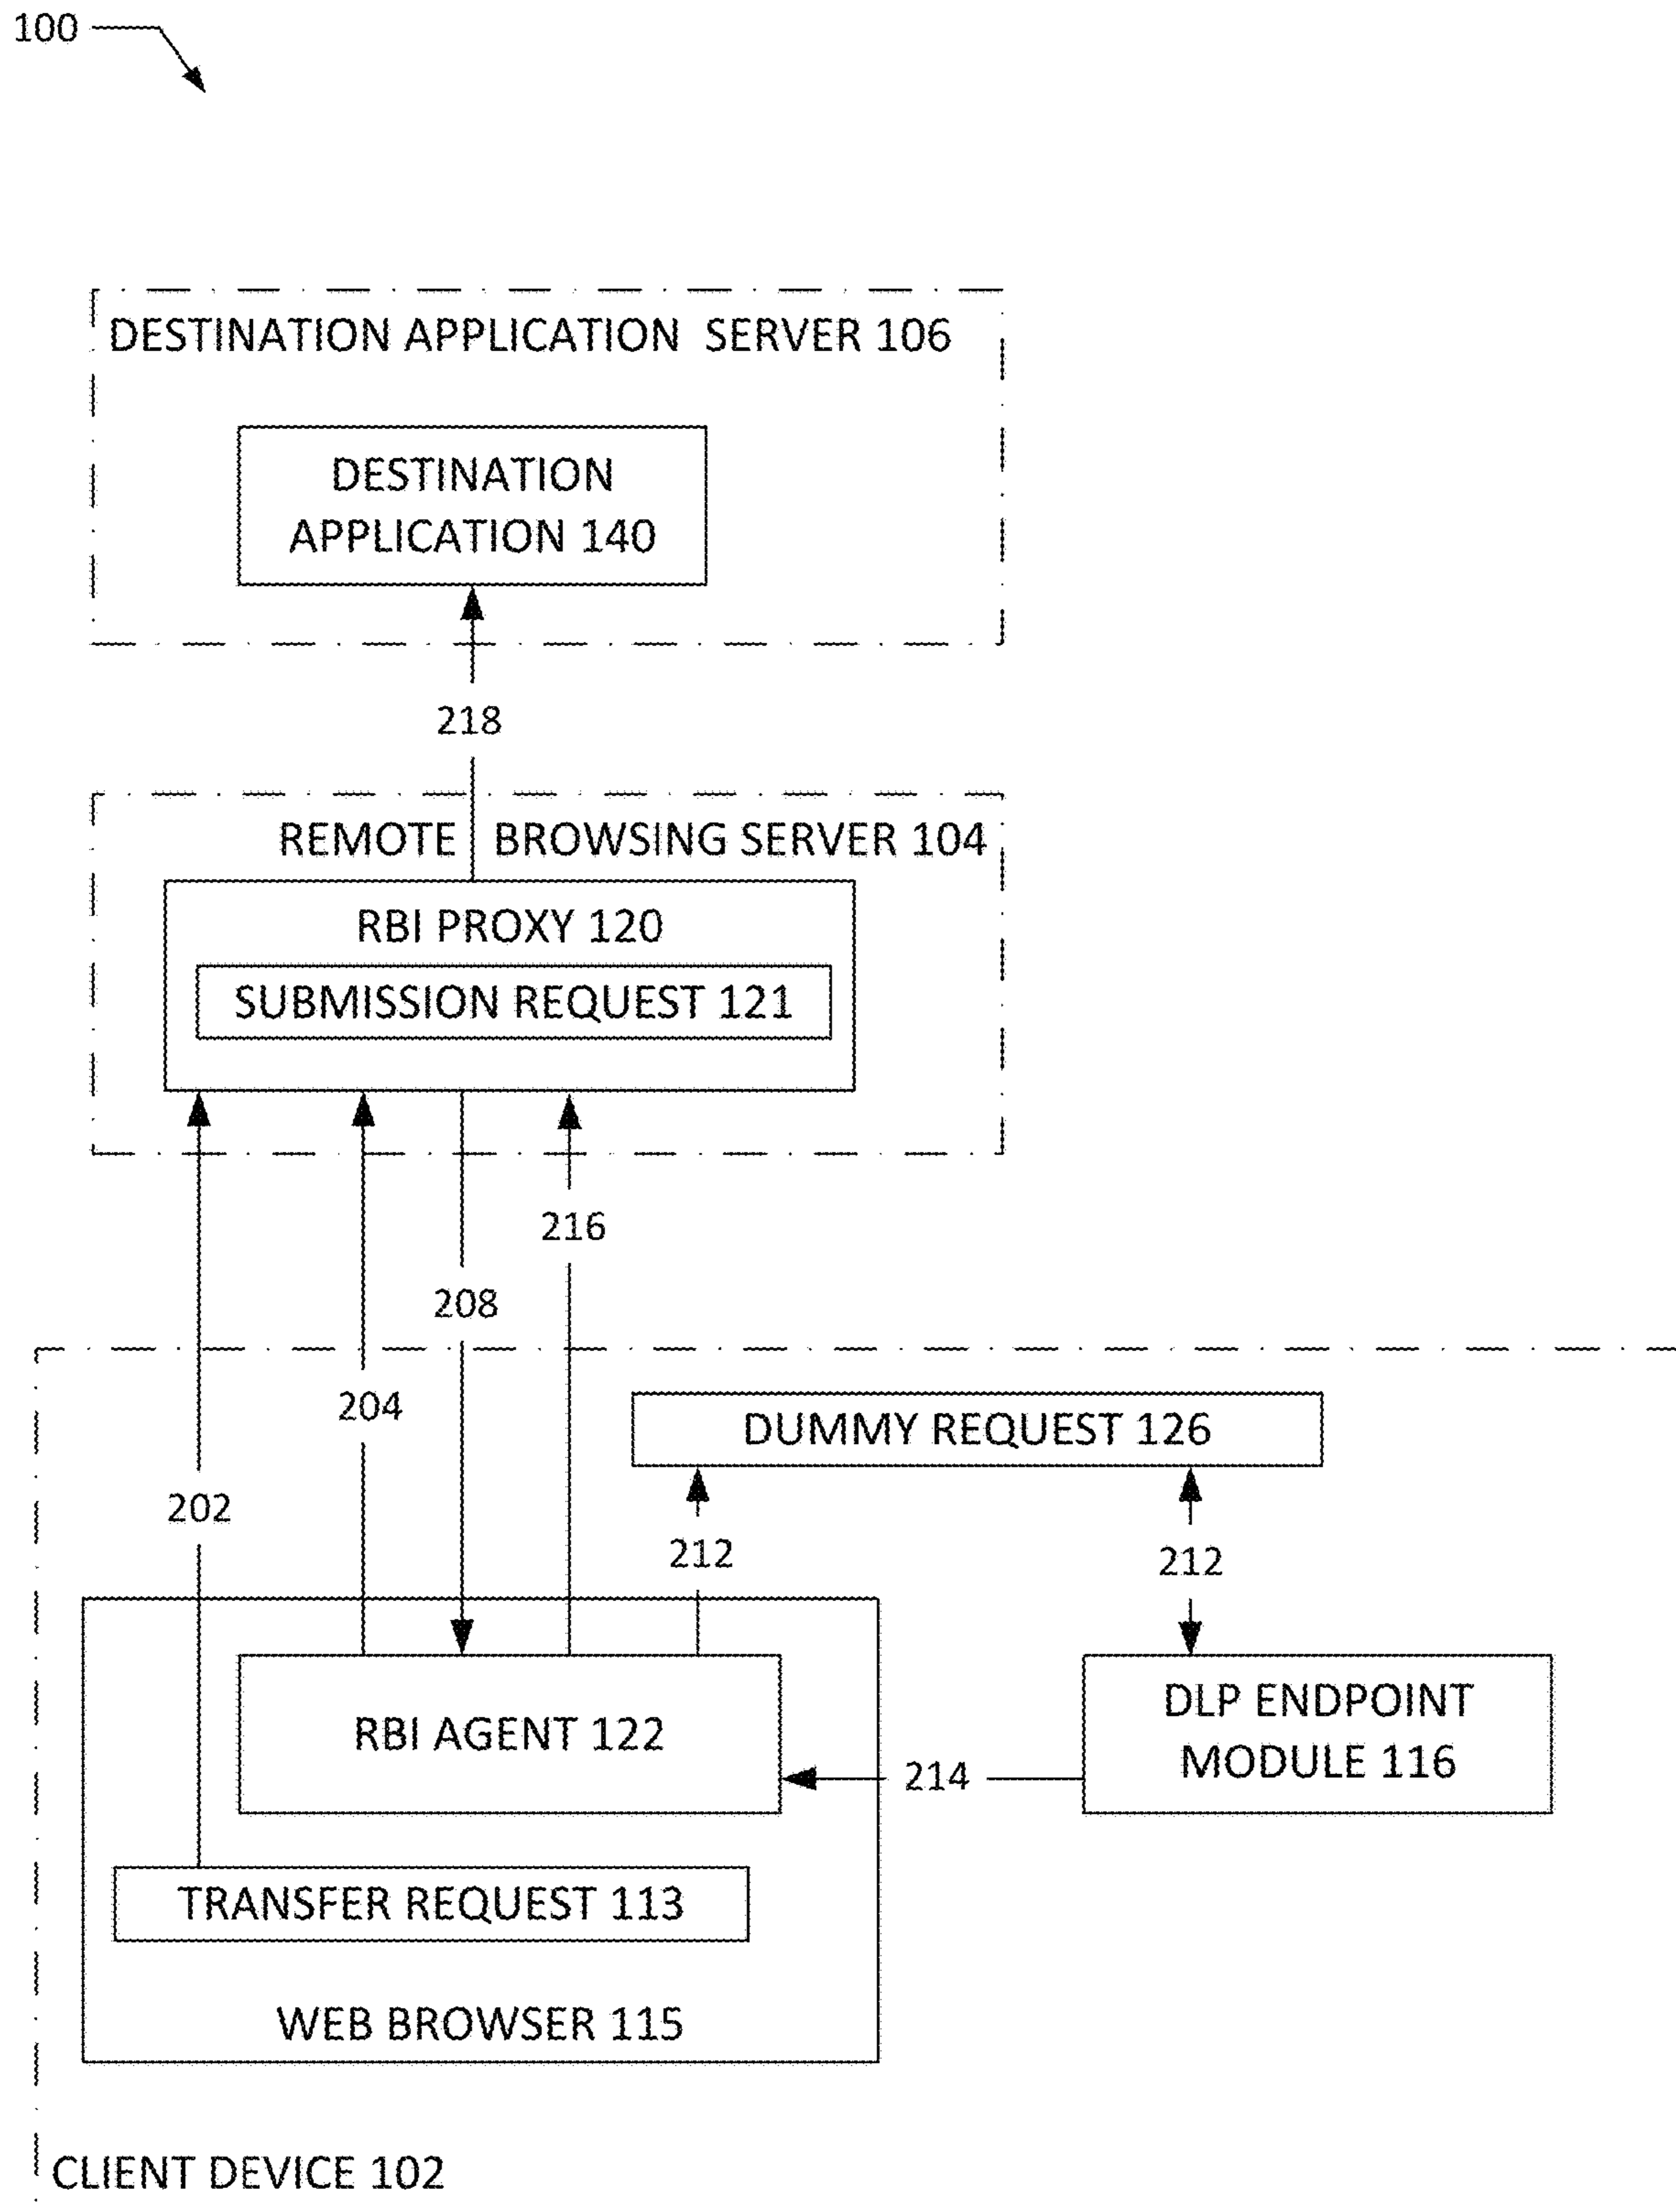 100
DESTINATION APPLICATION SERVER 106
DESTINATION
APPLICATION 140
218
REMOTE BROWSING SERVER 104
RBI PROXY 120
SUBMISSION REQUEST 121
216
208
204
DUMMY REQUEST 126
202
212
212
RBI AGENT 122
DLP ENDPOINT
MODULE 116
214
TRANSFER REQUEST 113
WEB BROWSER 115
CLIENT DEVICE 102